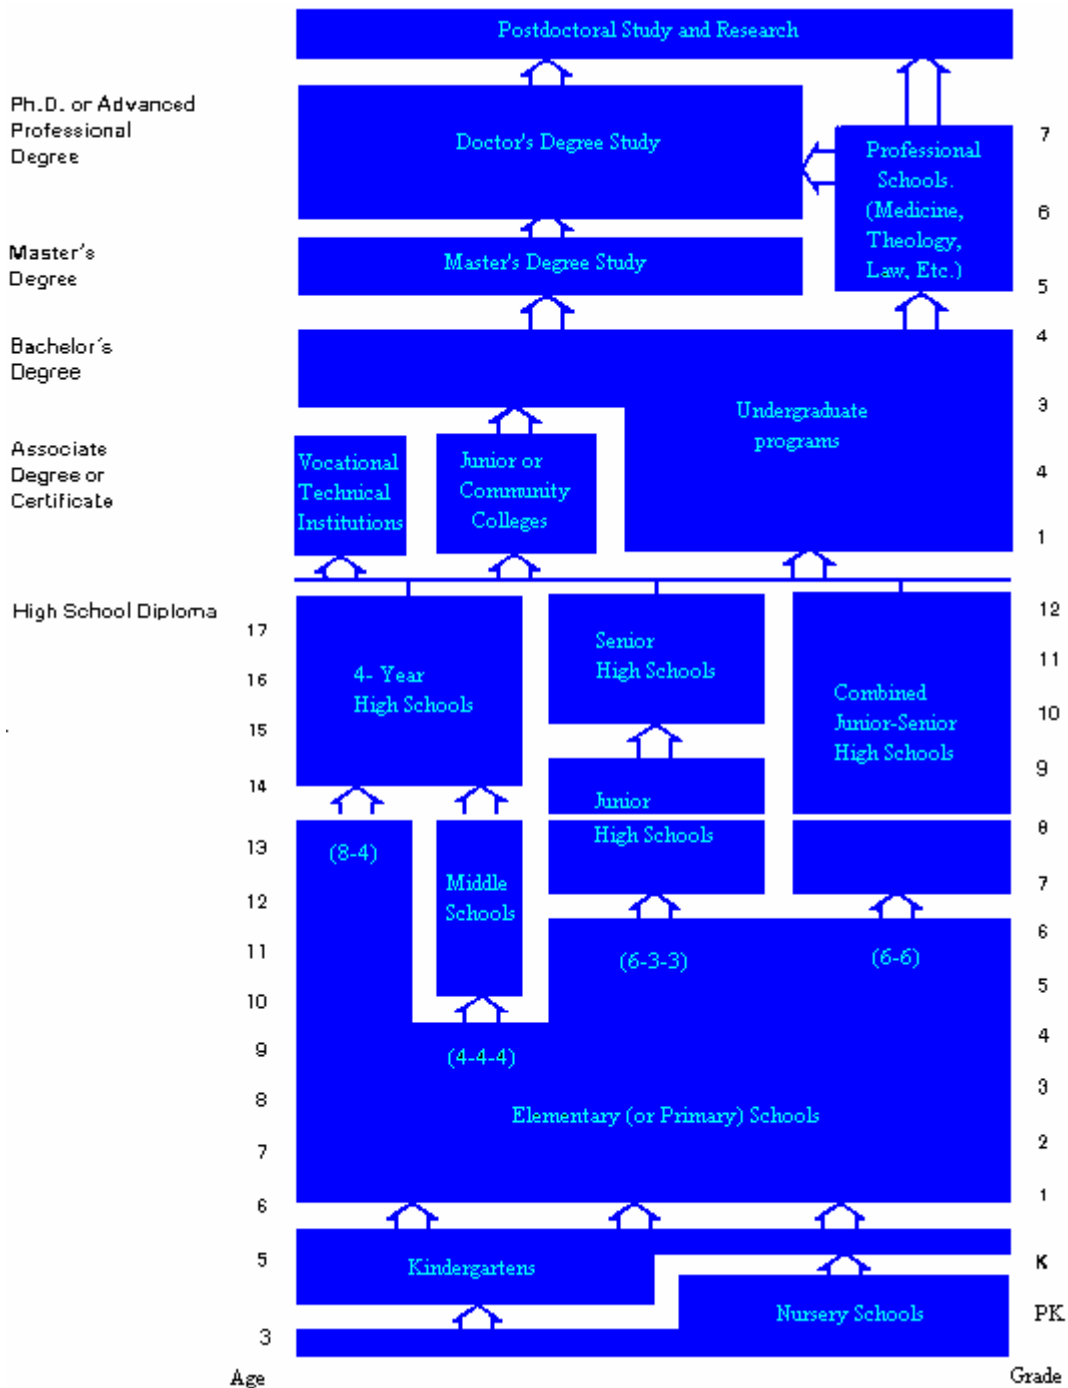 Postdoctoral Study and Research
Ph.D. or Advanced
Professional
Degree
Doctor's Degree Study
Professional
Schools.
(Medicine,
Theology,
Law, Etc.)
7
6
5
Master's
Degree
Master's Degree Study
Bachelor's
Degree
Undergraduate
programs
4
3
4
1
Associate
Degree or
Certificate
Vocational
Technical
Institutions
Junior or
Community
Colleges
High School Diploma
17
16
15
14
13
12
11
10
9
8
7
6
5
3
Age
4- Year
High Schools
Senior
High Schools
Combined
Junior-Senior
High Schools
Junior
High Schools
(8-4)
Middle
Schools
(6-3-3)
(6-6)
(4-4-4)
Elementary (or Primary) Schools
Kindergartens
Nursery Schools
12
11
10
9
8
7
6
5
4
3
2
1
K
PK
Grade